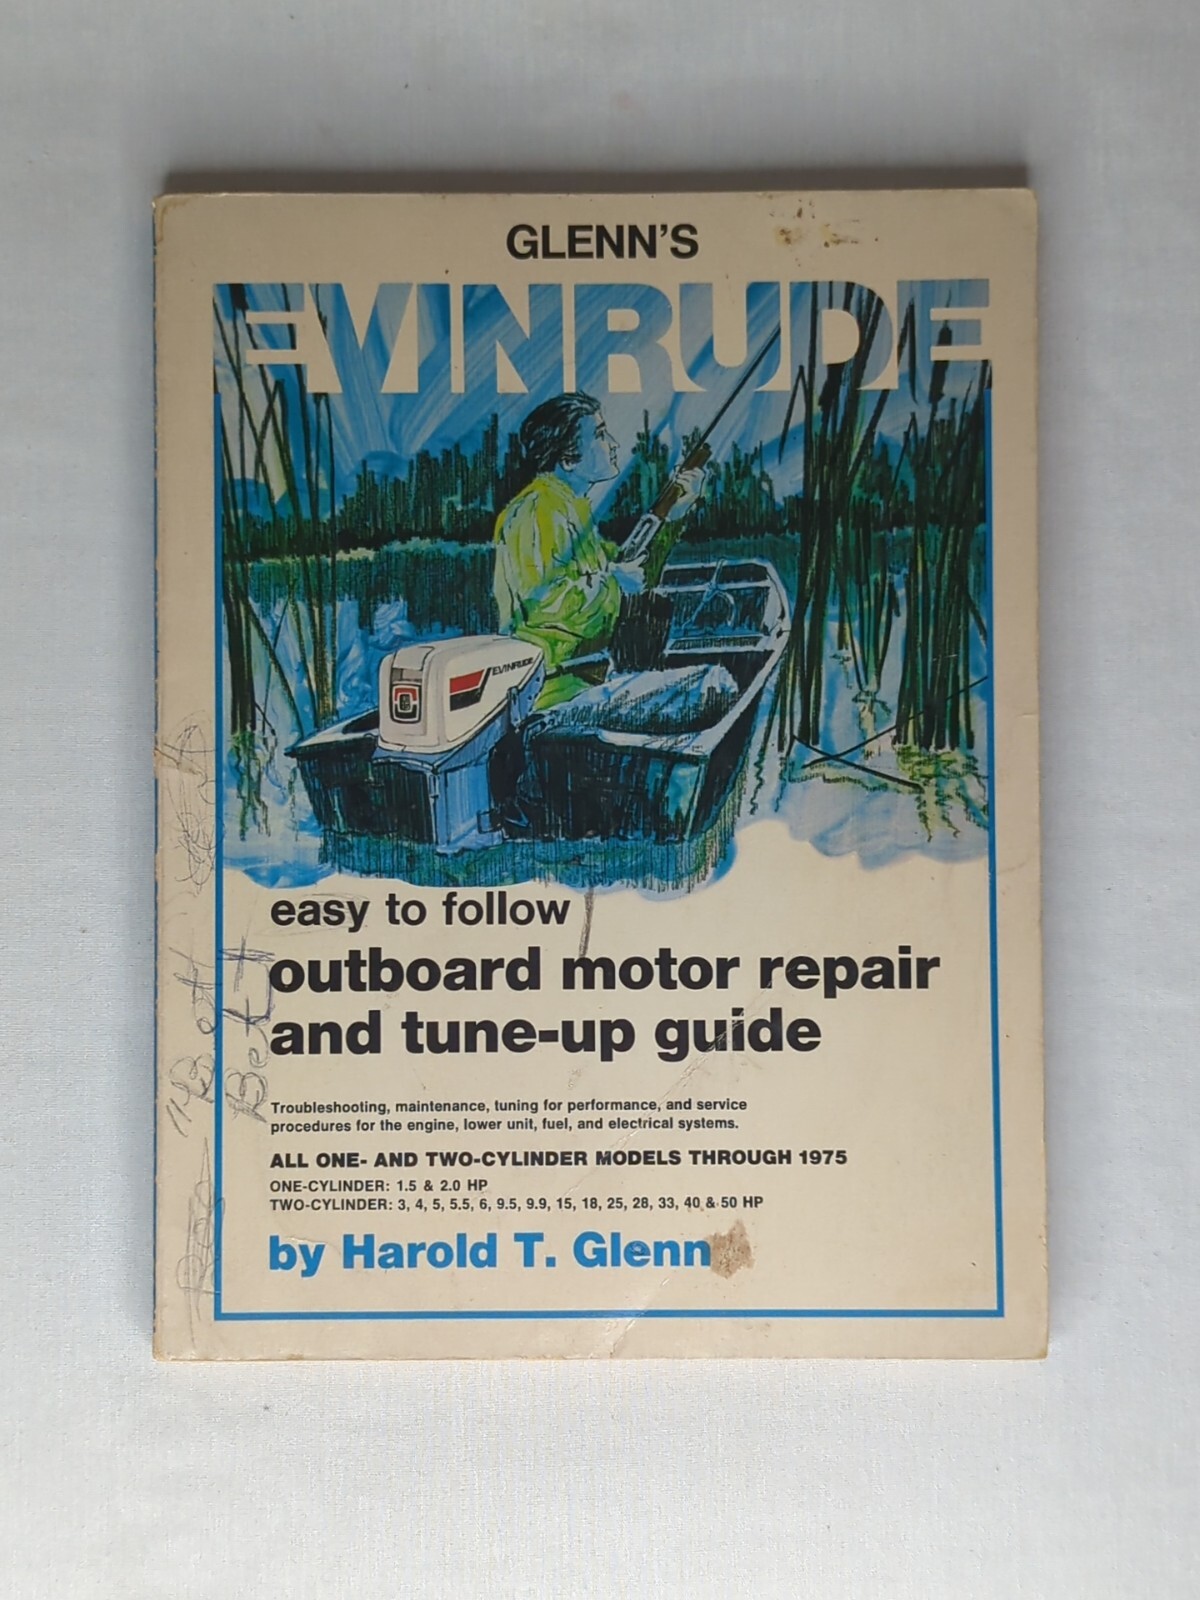 GLENN'S
EVINRUDE
EVINRUDE
easy to follow
outboard motor repair
and tune-up guide
Troubleshooting, maintenance, tuning for performance, and service
procedures for the engine, lower unit, fuel, and electrical systems.
ALL ONE- AND TWO-CYLINDER MODELS THROUGH 1975
ONE-CYLINDER: 1.5 & 2.0 HP
TWO-CYLINDER: 3, 4, 5, 5.5, 6, 9.5, 9.9, 15, 18, 25, 28, 33, 40 & 50 HP
by Harold T. Glenn